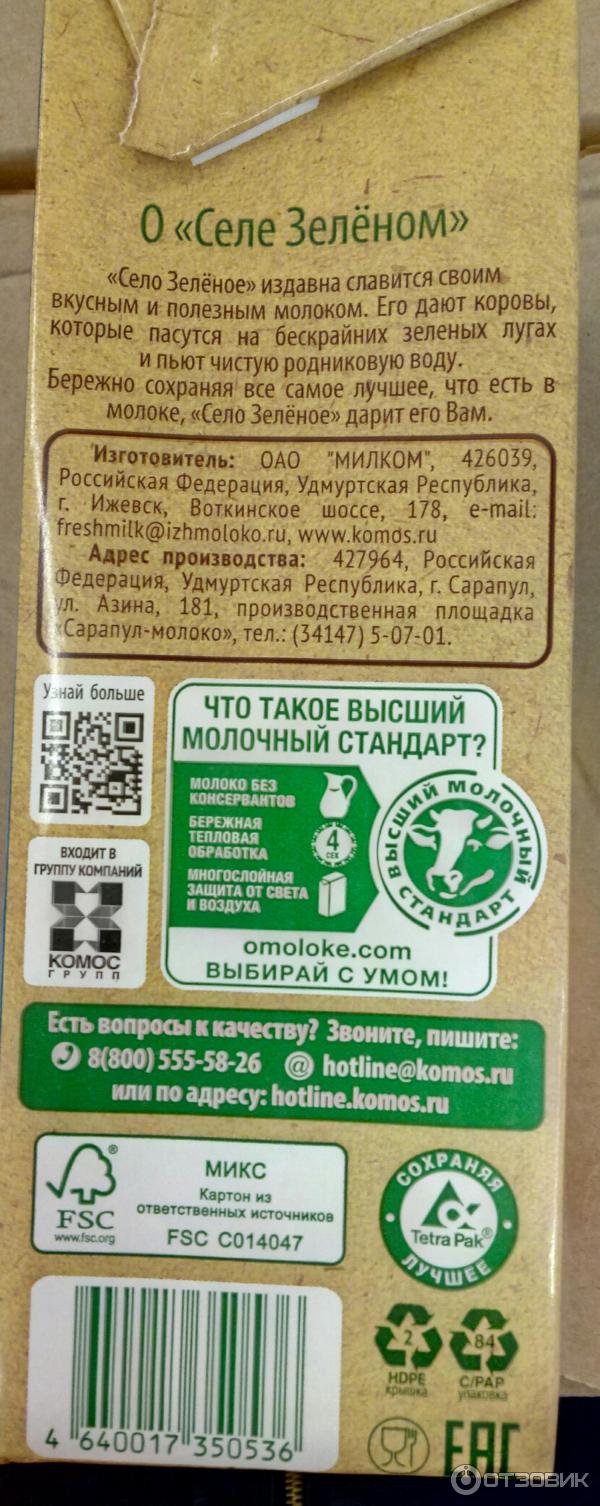 О «Селе Зелёном»
«Село Зелёное» издавна славится своим
вкусным и полезным молоком. Его дают коровы,
которые пасутся на бескрайних зеленых лугах
и пьют чистую родниковую воду.
Бережно сохраняя все самое лучшее, что есть в
молоке, «Село Зелёное» дарит его Вам.
Изготовитель: ОАО "МИЛКОМ", 426039,
Российская Федерация, Удмуртская Республика,
г. Ижевск, Воткинское шоссе, 178, e-mail:
freshmilk@izhmoloko.ru, www.komos.ru
Адрес производства: 427964, Российская
Федерация, Удмуртская Республика, г. Сарапул,
ул. Азина, 181, производственная площадка
«Сарапул-молоко», тел.: (34147) 5-07-01.
Узнай больше
ВХОДИТ В
ГРУППУ КОМПАНИЙ
КОМОС
ГРУПП
ЧТО ТАКОЕ ВЫСШИЙ
МОЛОЧНЫЙ СТАНДАРТ?
МОЛОКО БЕЗ
КОНСЕРВАНТОВ
БЕРЕЖНАЯ
ТЕПЛОВАЯ
ОБРАБОТКА
4
СЕК
МНОГОСЛОЙНАЯ
ЗАЩИТА ОТ СВЕТА
И ВОЗДУХА
ВЫСШИЙ МОЛОЧНЫЙ
СТАНДАРТ
omoloke.com
ВЫБИРАЙ С УМОМ!
Есть вопросы к качеству? Звоните, пишите:
8(800) 555-58-26 @ hotline@komos.ru
или по адресу: hotline.komos.ru
FSC®
www.fsc.org
МИКС
Картон из
ответственных источников
FSC C014047
СОХРАНЯЯ
Tetra Pak®
ЛУЧШЕЕ
2
HDPE
крышка
84
C/PAP
упаковка
4 640017 350536
EAC
ОТЗОВИК